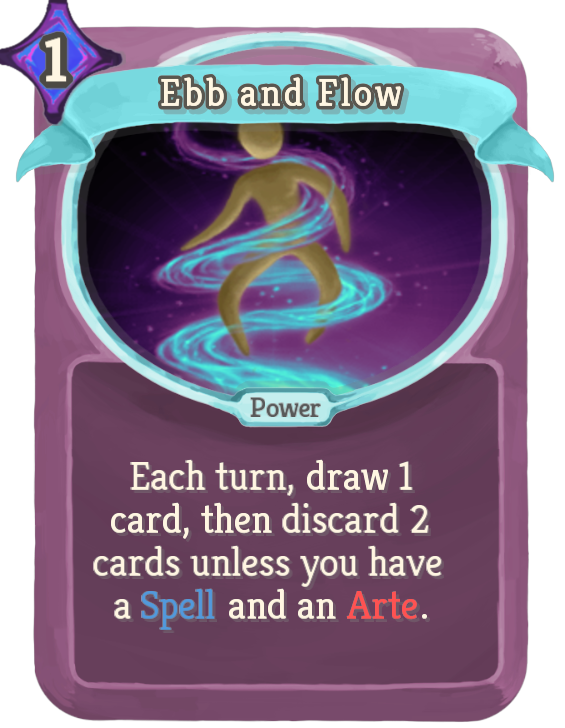 1
Ebb and Flow
Power
Each turn, draw 1
card, then discard 2
cards unless you have
a Spell and an Arte.